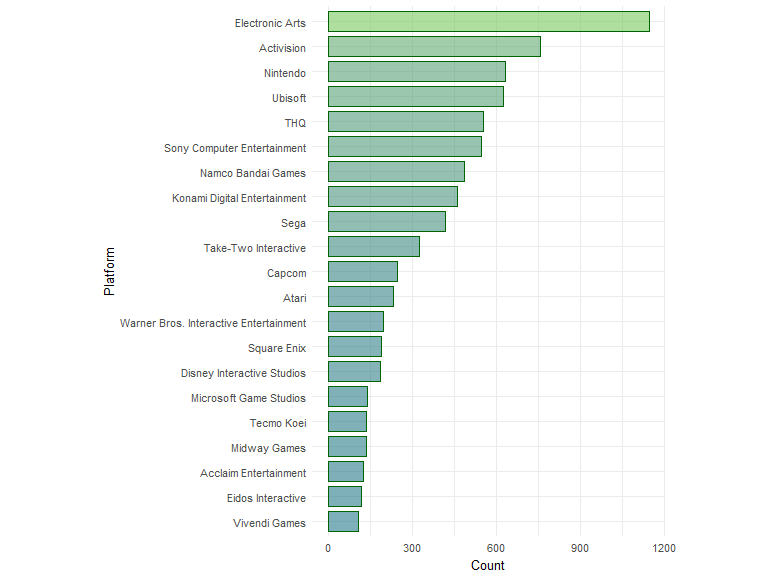 Electronic Arts
Activision
Nintendo
Ubisoft
THQ
Sony Computer Entertainment
Namco Bandai Games
Konami Digital Entertainment
Sega
Take-Two Interactive
Capcom
Atari
Warner Bros. Interactive Entertainment
Square Enix
Disney Interactive Studios
Microsoft Game Studios
Tecmo Koei
Midway Games
Acclaim Entertainment
Eidos Interactive
Vivendi Games
Platform
0 300 600 900 1200
Count